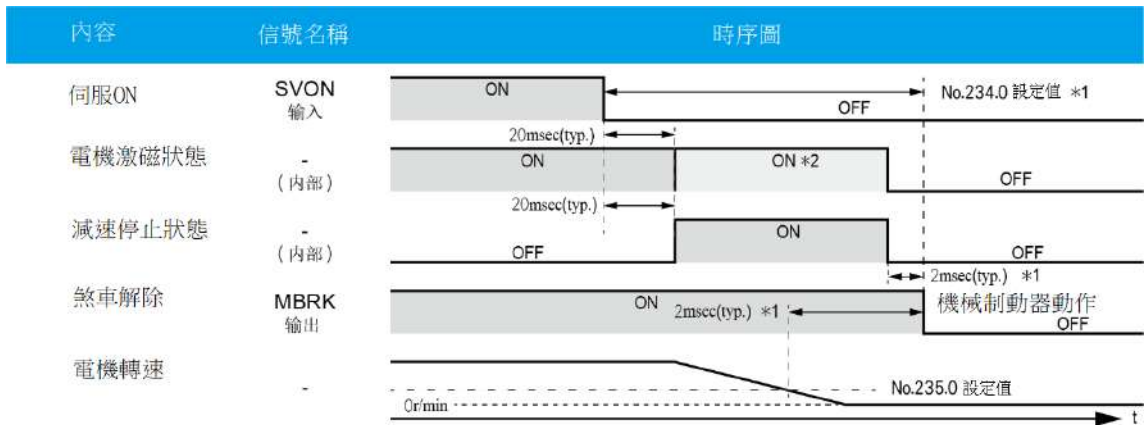 內容 信號名稱 時序圖
伺服ON SVON 輸入 ON OFF No.234.0 設定值 *1
20msec(typ.)
電機激磁狀態 - (內部) ON ON *2 OFF
20msec(typ.)
減速停止狀態 - (內部) OFF ON OFF
2msec(typ.) *1
煞車解除 MBRK 輸出 ON 2msec(typ.) *1 機械制動器動作 OFF
電機轉速 - No.235.0 設定值
0r/min
t